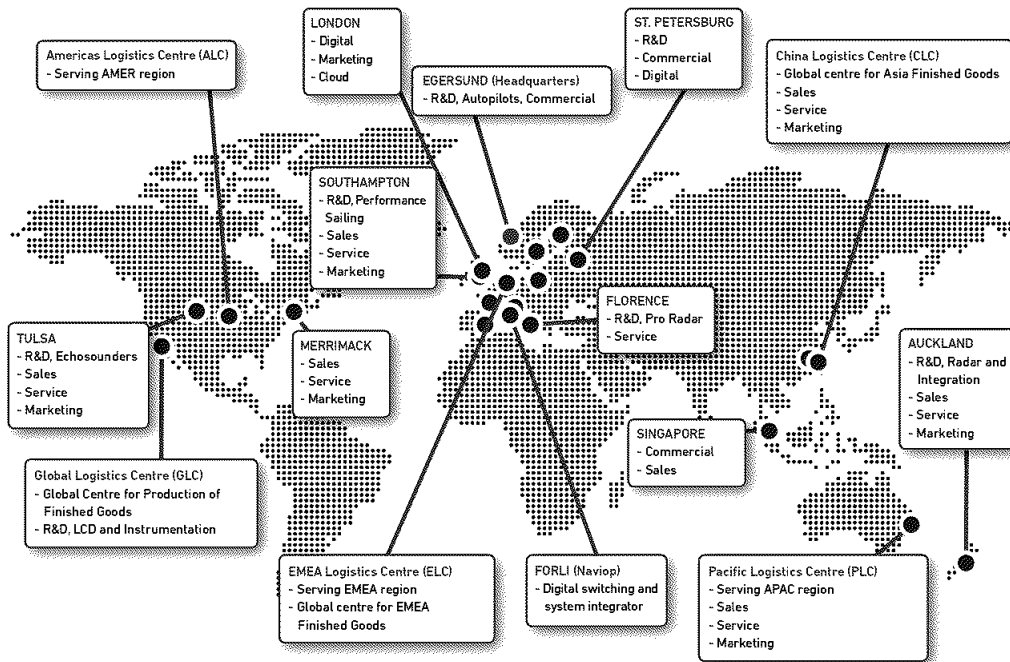 LONDON
- Digital
- Marketing
- Cloud
ST. PETERSBURG
- R&D
- Commercial
- Digital
Americas Logistics Centre (ALC)
- Serving AMER region
EGERSUND (Headquarters)
- R&D, Autopilots, Commercial
China Logistics Centre (CLC)
- Global centre for Asia Finished Goods
- Sales
- Service
- Marketing
SOUTHAMPTON
- R&D, Performance
Sailing
- Sales
- Service
- Marketing
FLORENCE
- R&D, Pro Radar
- Service
TULSA
- R&D, Echosounders
- Sales
- Service
- Marketing
MERRIMACK
- Sales
- Service
- Marketing
AUCKLAND
- R&D, Radar and
Integration
- Sales
- Service
- Marketing
SINGAPORE
- Commercial
- Sales
Global Logistics Centre (GLC)
- Global Centre for Production of
Finished Goods
- R&D, LCD and Instrumentation
EMEA Logistics Centre (ELC)
- Serving EMEA region
- Global centre for EMEA
Finished Goods
FORLI (Naviop)
- Digital switching and
system integrator
Pacific Logistics Centre (PLC)
- Serving APAC region
- Sales
- Service
- Marketing